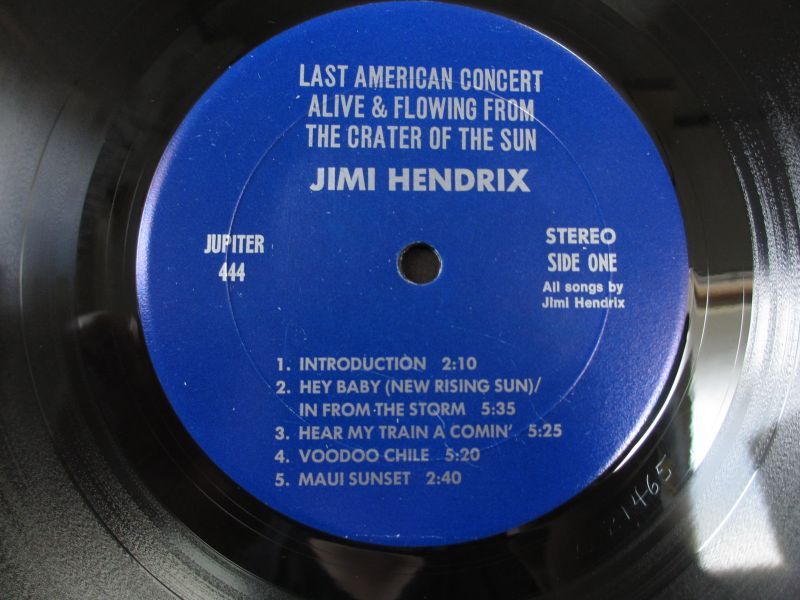 LAST AMERICAN CONCERT
ALIVE & FLOWING FROM
THE CRATER OF THE SUN
JIMI HENDRIX
JUPITER
444
STEREO
SIDE ONE
All songs by
Jimi Hendrix
1. INTRODUCTION 2:10
2. HEY BABY (NEW RISING SUN)/
IN FROM THE STORM 5:35
3. HEAR MY TRAIN A COMIN' 5:25
4. VOODOO CHILE 5:20
5. MAUI SUNSET 2:40
21465